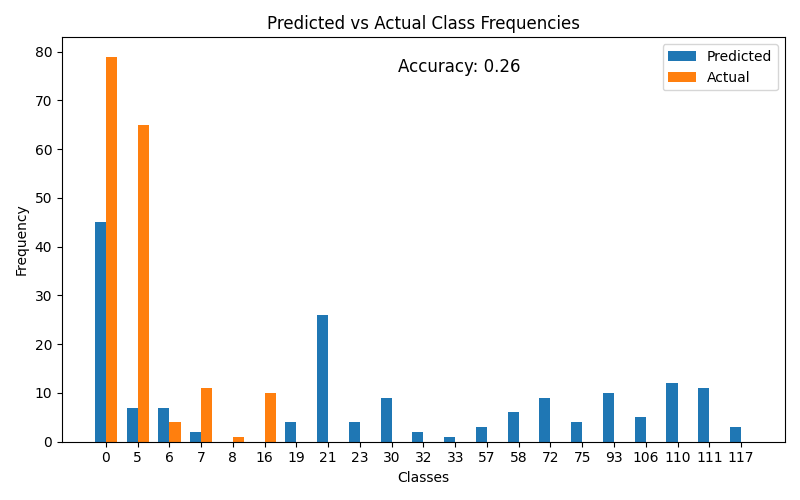 Predicted vs Actual Class Frequencies
Accuracy: 0.26
Predicted
Actual
Frequency
80
70
60
50
40
30
20
10
0
0 5 6 7 8 16 19 21 23 30 32 33 57 58 72 75 93 106 110 111 117
Classes